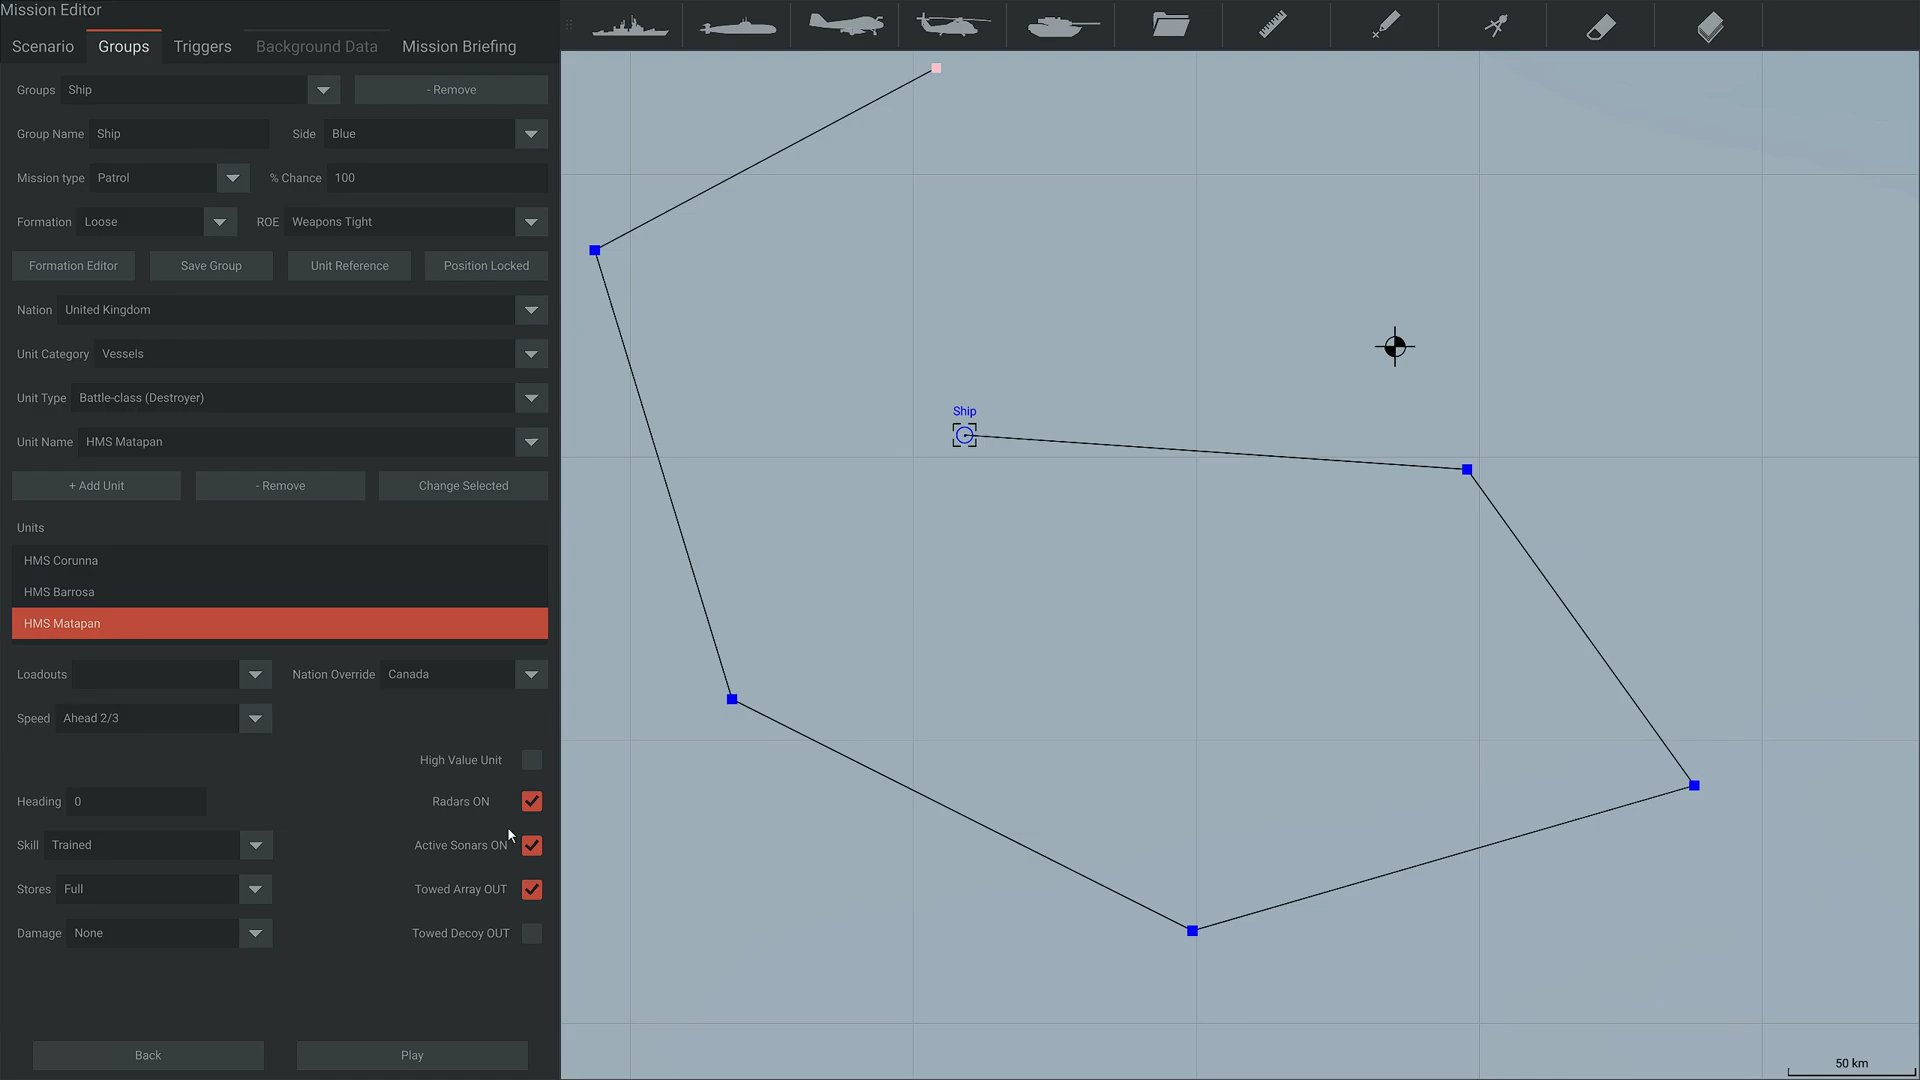 Mission Editor
Scenario Groups Triggers Background Data Mission Briefing
Groups Ship - Remove
Group Name Ship Side Blue
Mission type Patrol % Chance 100
Formation Loose ROE Weapons Tight
Formation Editor Save Group Unit Reference Position Locked
Nation United Kingdom
Unit Category Vessels
Unit Type Battle-class (Destroyer)
Unit Name HMS Matapan
+ Add Unit - Remove Change Selected
Units
HMS Corunna
HMS Barrosa
HMS Matapan
Loadouts Nation Override Canada
Speed Ahead 2/3
High Value Unit
Heading 0 Radars ON
Skill Trained Active Sonars ON
Stores Full Towed Array OUT
Damage None Towed Decoy OUT
Back Play
Ship
50 km